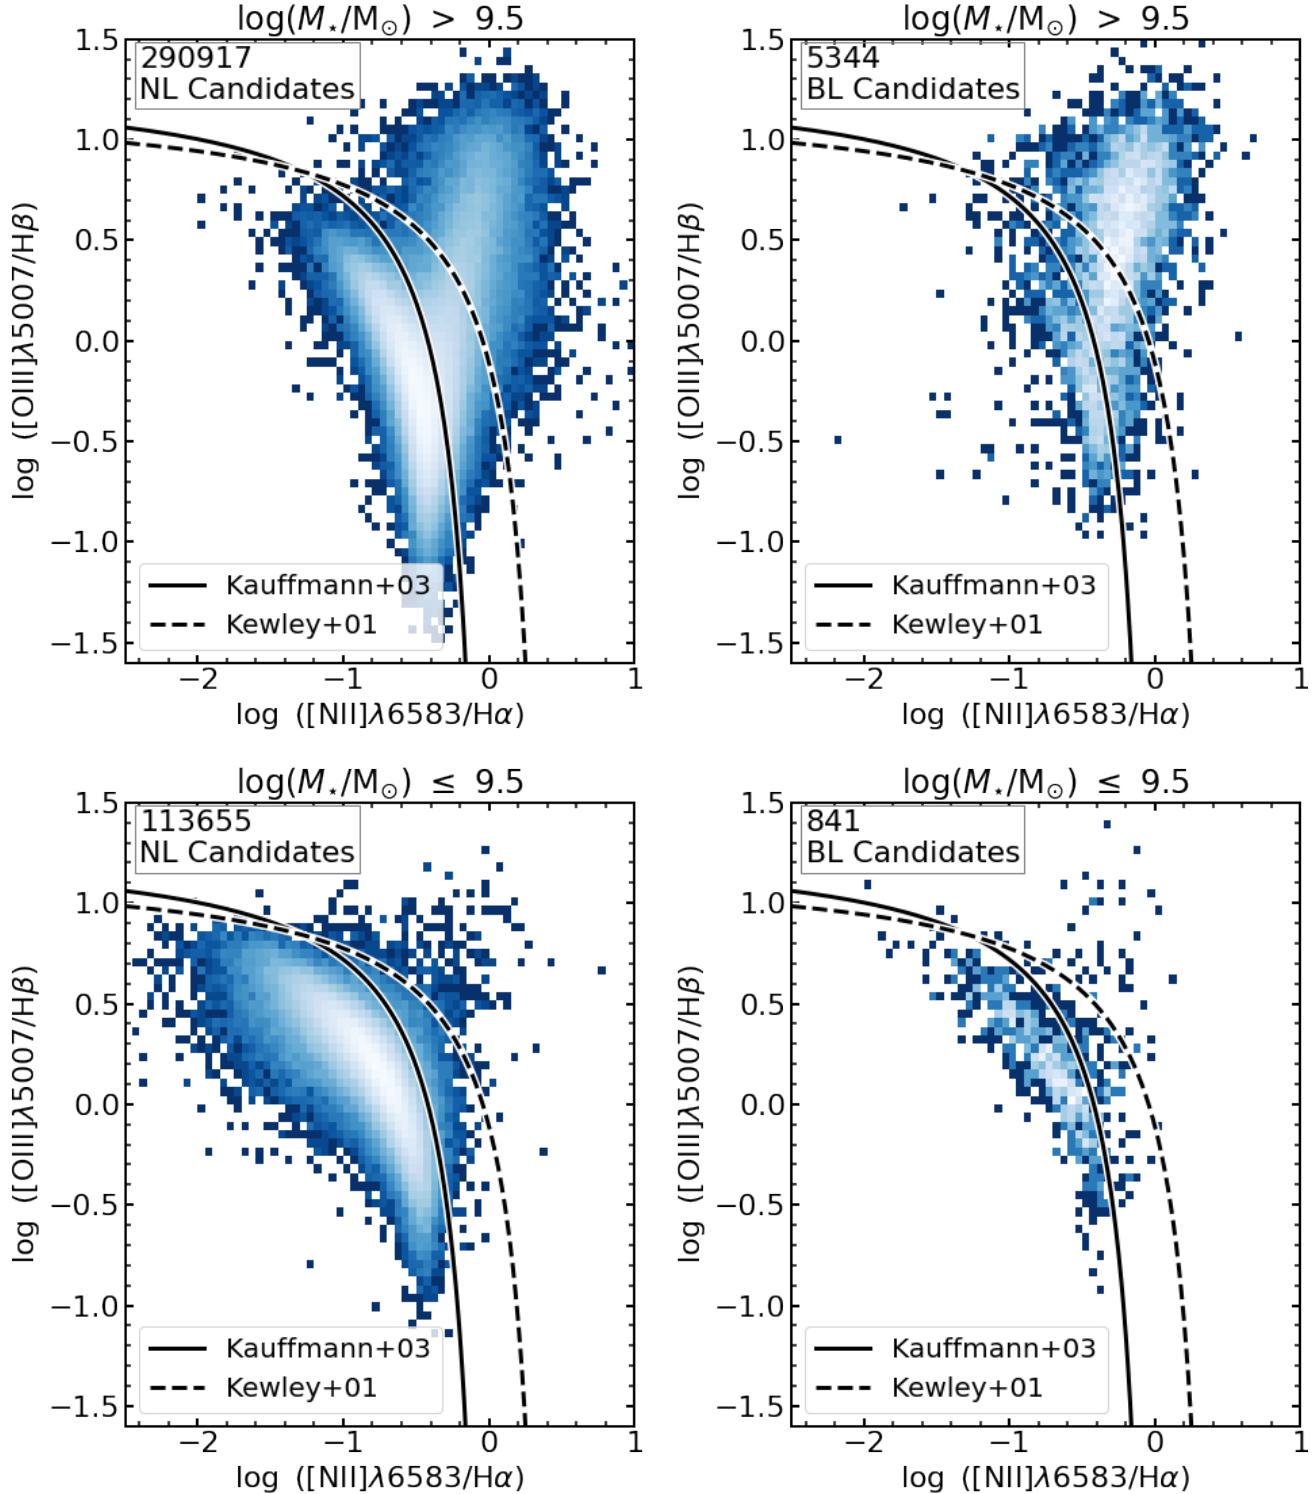 log(M⋆/M⊙) > 9.5
290917
NL Candidates
1.5
1.0
0.5
0.0
−0.5
−1.0
−1.5
log ([OIII]λ5007/Hβ)
Kauffmann+03
Kewley+01
−2
−1
0
1
log ([NII]λ6583/Hα)
log(M⋆/M⊙) > 9.5
5344
BL Candidates
1.5
1.0
0.5
0.0
−0.5
−1.0
−1.5
log ([OIII]λ5007/Hβ)
Kauffmann+03
Kewley+01
−2
−1
0
1
log ([NII]λ6583/Hα)
log(M⋆/M⊙) ≤ 9.5
113655
NL Candidates
1.5
1.0
0.5
0.0
−0.5
−1.0
−1.5
log ([OIII]λ5007/Hβ)
Kauffmann+03
Kewley+01
−2
−1
0
1
log ([NII]λ6583/Hα)
log(M⋆/M⊙) ≤ 9.5
841
BL Candidates
1.5
1.0
0.5
0.0
−0.5
−1.0
−1.5
log ([OIII]λ5007/Hβ)
Kauffmann+03
Kewley+01
−2
−1
0
1
log ([NII]λ6583/Hα)